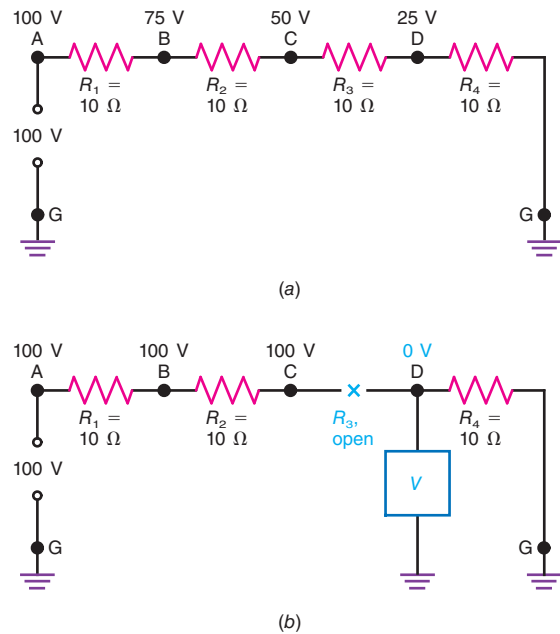 100 V 75 V 50 V 25 V
A B C D
R1 = R2 = R3 = R4 =
10 Ω 10 Ω 10 Ω 10 Ω
100 V
G G
(a)
100 V 100 V 100 V 0 V
A B C D
R1 = R2 = R3, R4 =
10 Ω 10 Ω open 10 Ω
100 V V
G G
(b)